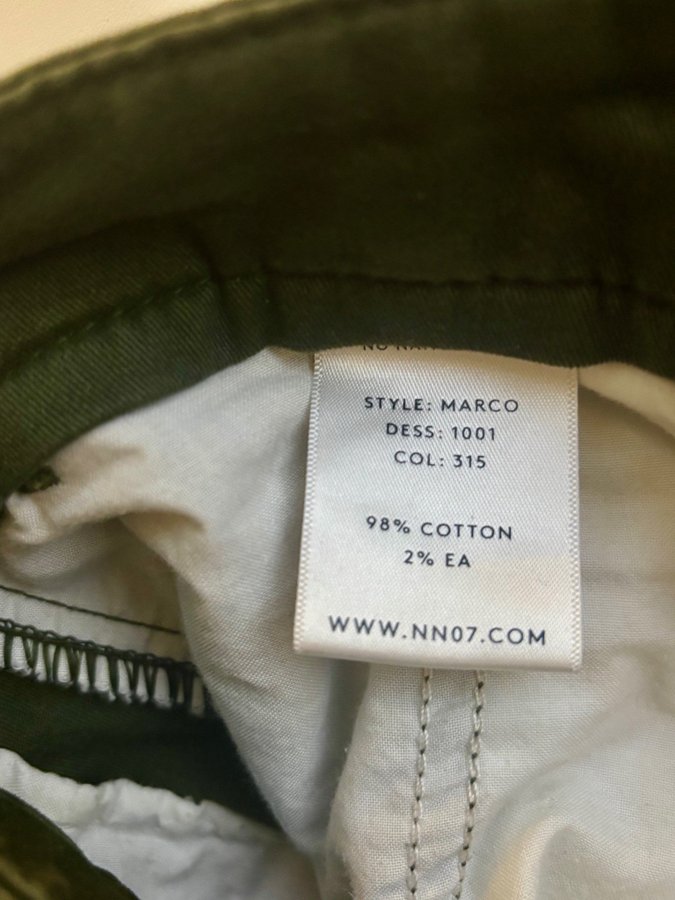 STYLE: MARCO
DESS: 1001
COL: 315
98% COTTON
2% EA
WWW.NN07.COM